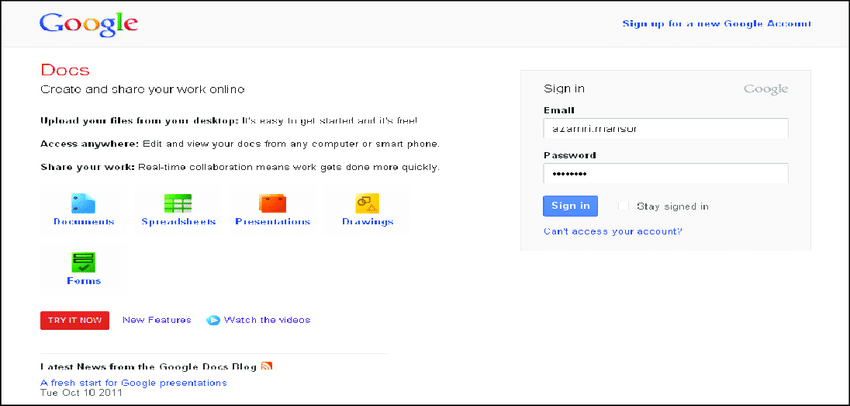 Google
Sign up for a new Google Account
Docs
Create and share your work online
Upload your files from your desktop: It's easy to get started and it's free!
Access anywhere: Edit and view your docs from any computer or smart phone.
Share your work: Real-time collaboration means work gets done more quickly.
Documents Spreadsheets Presentations Drawings
Forms
TRY IT NOW New Features Watch the videos
Latest News from the Google Docs Blog
A fresh start for Google presentations
Tue Oct 10 2011
Sign in Google
Email
azamri.mansor
Password
••••••••
Sign in Stay signed in
Can't access your account?